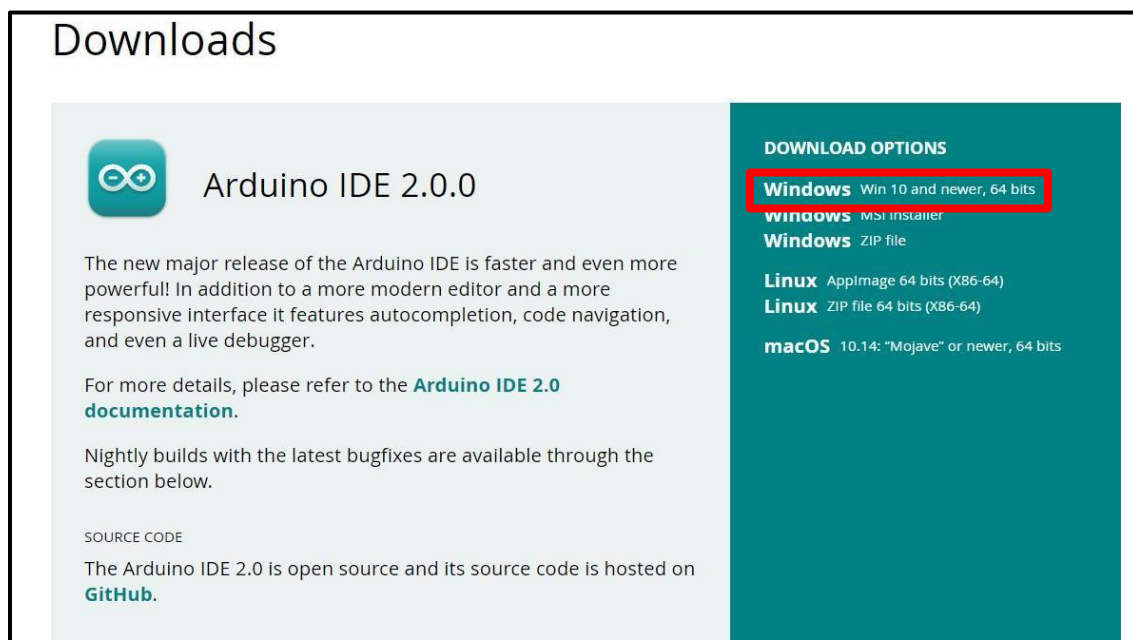 Downloads
Arduino IDE 2.0.0
The new major release of the Arduino IDE is faster and even more
powerful! In addition to a more modern editor and a more
responsive interface it features autocompletion, code navigation,
and even a live debugger.
For more details, please refer to the Arduino IDE 2.0
documentation.
Nightly builds with the latest bugfixes are available through the
section below.
SOURCE CODE
The Arduino IDE 2.0 is open source and its source code is hosted on
GitHub.
DOWNLOAD OPTIONS
Windows Win 10 and newer, 64 bits
Windows MSI installer
Windows ZIP file
Linux AppImage 64 bits (X86-64)
Linux ZIP file 64 bits (X86-64)
macOS 10.14: “Mojave” or newer, 64 bits